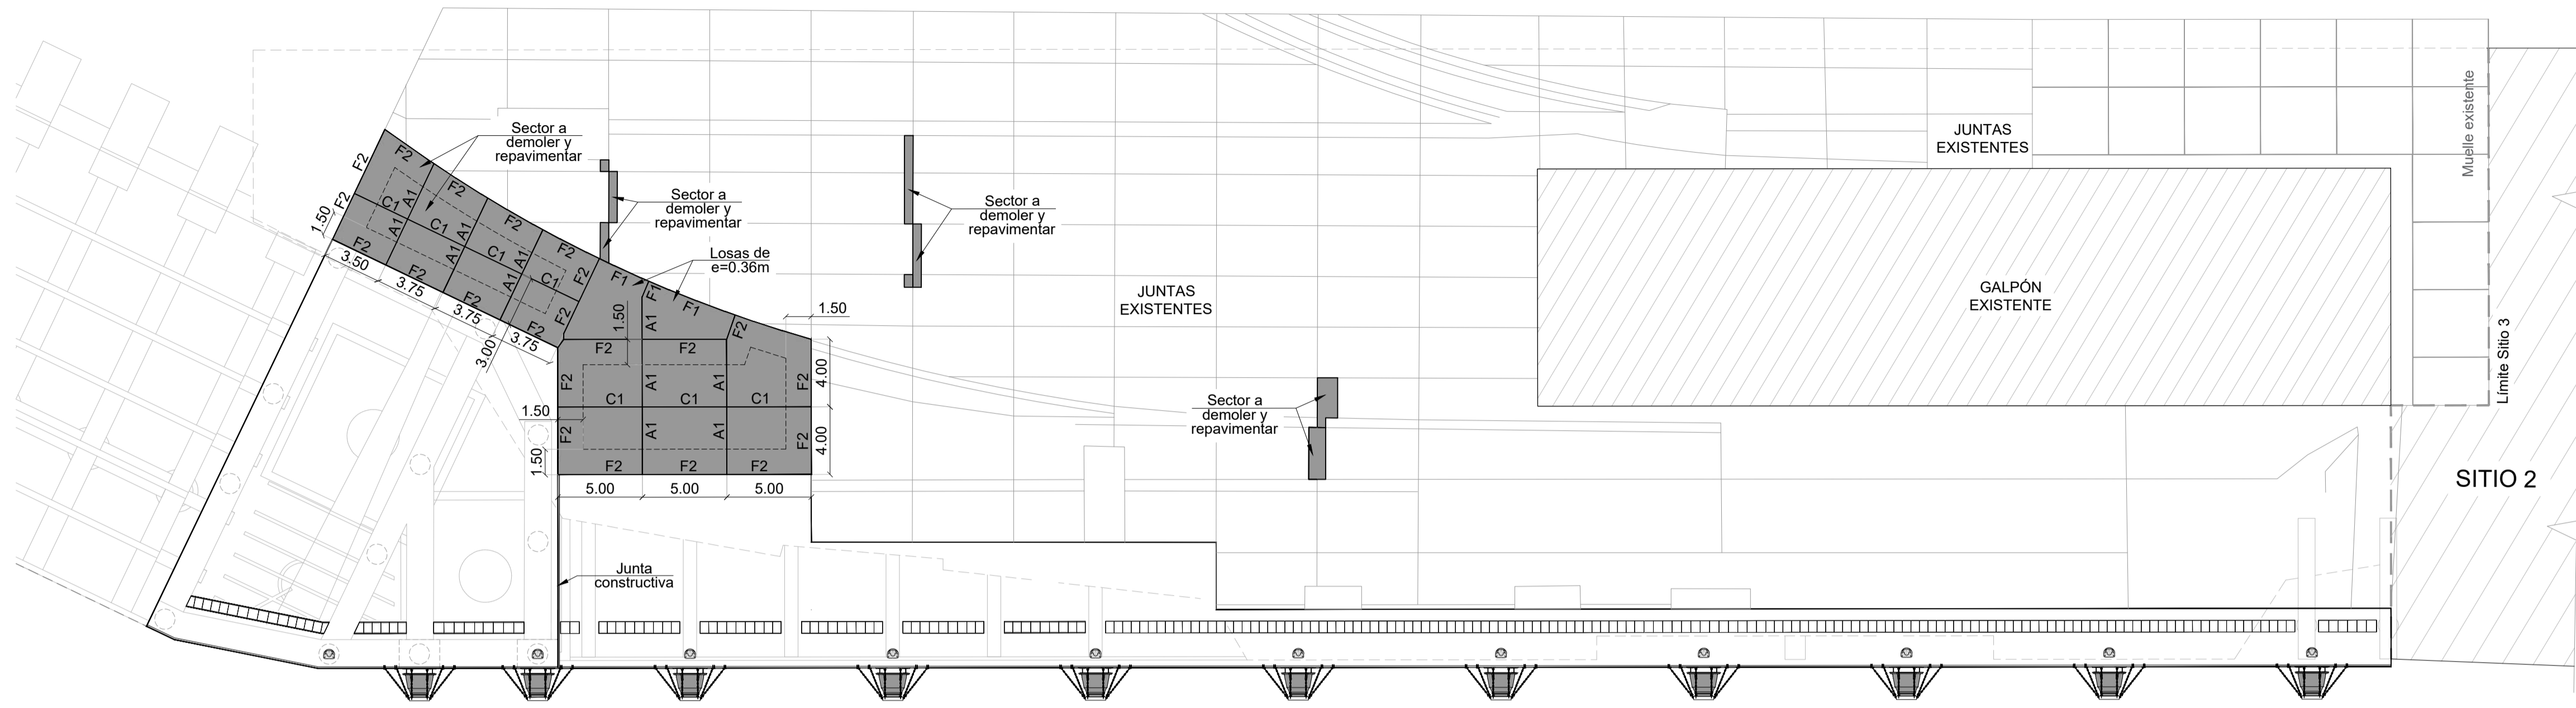 Sector a
demoler y
repavimentar
Sector a
demoler y
repavimentar
Sector a
demoler y
repavimentar
JUNTAS
EXISTENTES
Muelle existente
F2
F2
F2
F2
F2
F2
C1
C1
C1
C1
A1
A1
A1
A1
A1
A1
1.50
F2
F2
F2
F2
F2
F2
3.50
3.75
3.75
3.75
3.00
Losas de
e=0.36m
F1
F1
F1
A1
F2
1.50
1.50
JUNTAS
EXISTENTES
GALPÓN
EXISTENTE
Límite Sitio 3
F2
F2
F2
A1
A1
F2
4.00
C1
C1
C1
1.50
F2
A1
A1
F2
4.00
1.50
F2
F2
F2
5.00
5.00
5.00
Sector a
demoler y
repavimentar
SITIO 2
Junta
constructiva